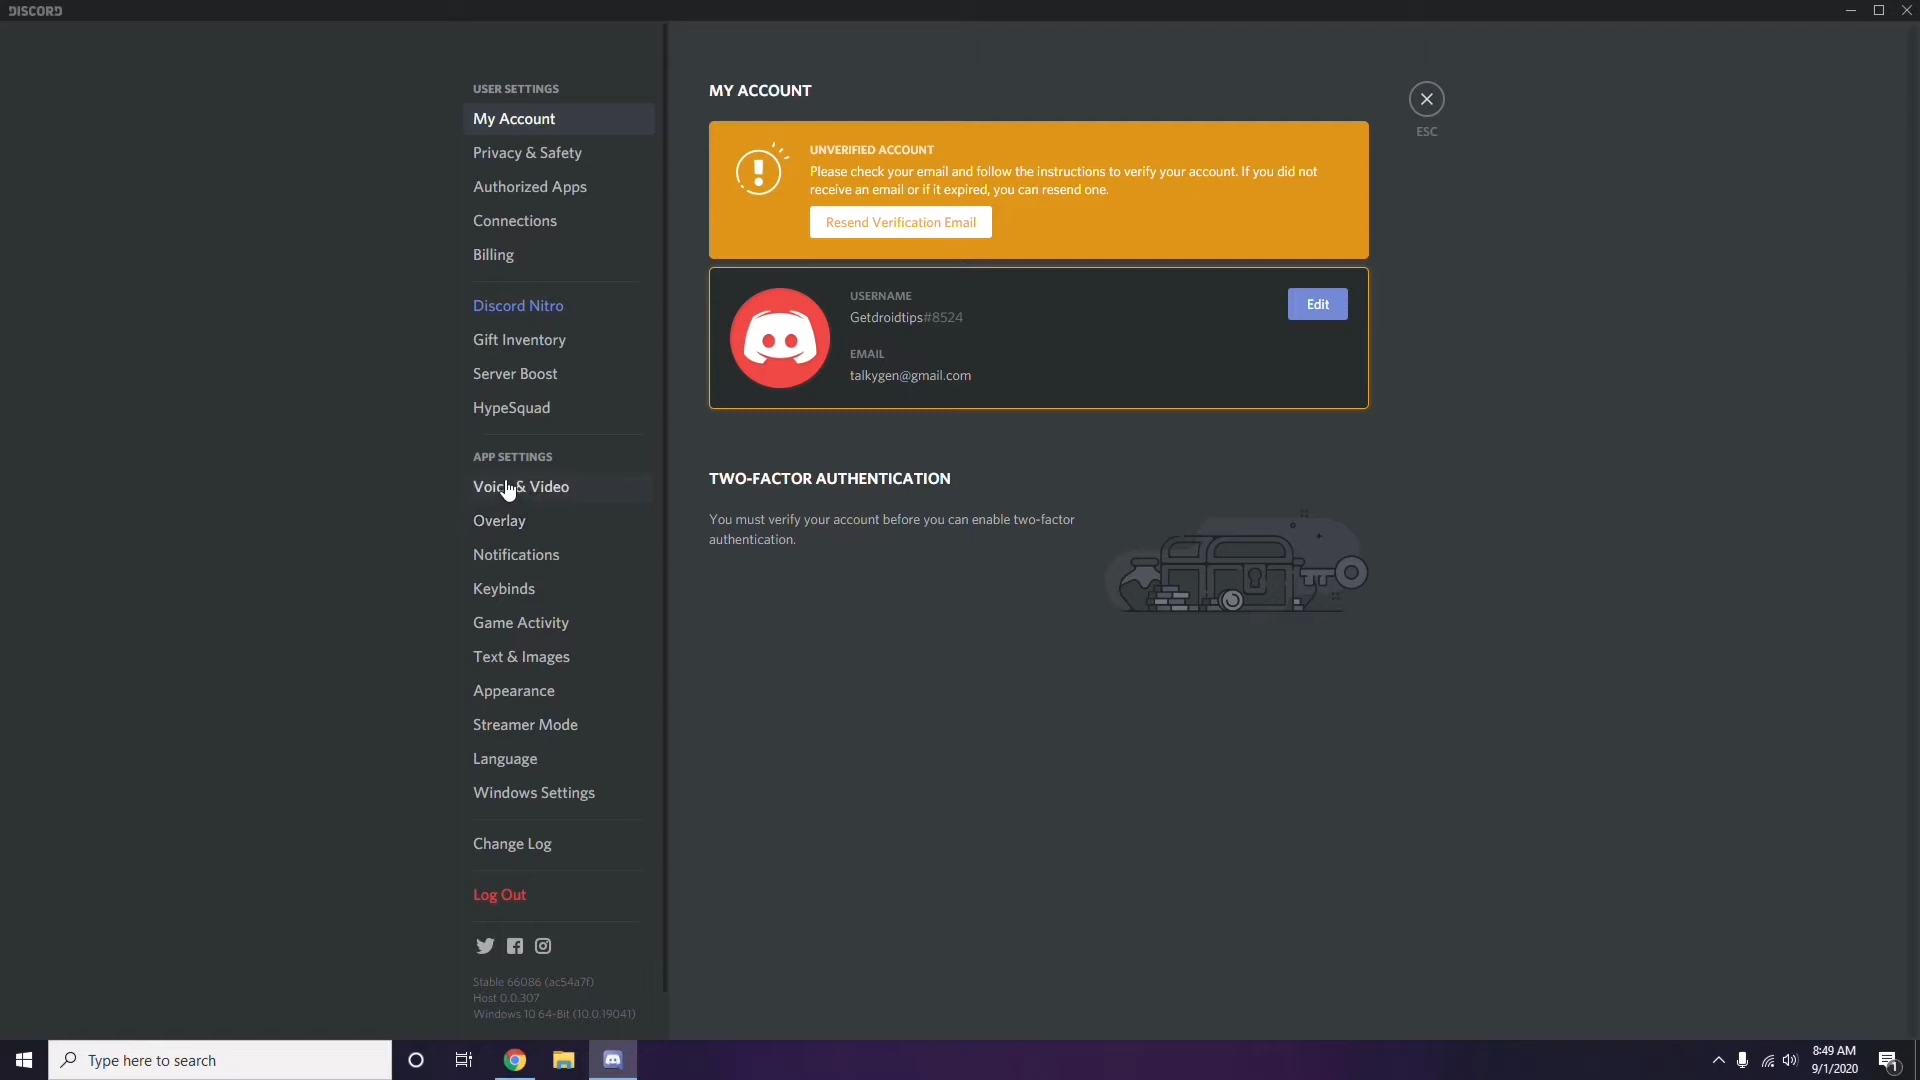 DISCORD
USER SETTINGS
My Account
Privacy & Safety
Authorized Apps
Connections
Billing
Discord Nitro
Gift Inventory
Server Boost
HypeSquad
APP SETTINGS
Voice & Video
Overlay
Notifications
Keybinds
Game Activity
Text & Images
Appearance
Streamer Mode
Language
Windows Settings
Change Log
Log Out
Stable 66086 (ac54a7f)
Host 0.0.307
Windows 10 64-Bit (10.0.19041)
MY ACCOUNT
ESC
UNVERIFIED ACCOUNT
Please check your email and follow the instructions to verify your account. If you did not
receive an email or if it expired, you can resend one.
Resend Verification Email
USERNAME
Getdroidtips#8524
Edit
EMAIL
talkygen@gmail.com
TWO-FACTOR AUTHENTICATION
You must verify your account before you can enable two-factor
authentication.
Type here to search
8:49 AM
9/1/2020
1